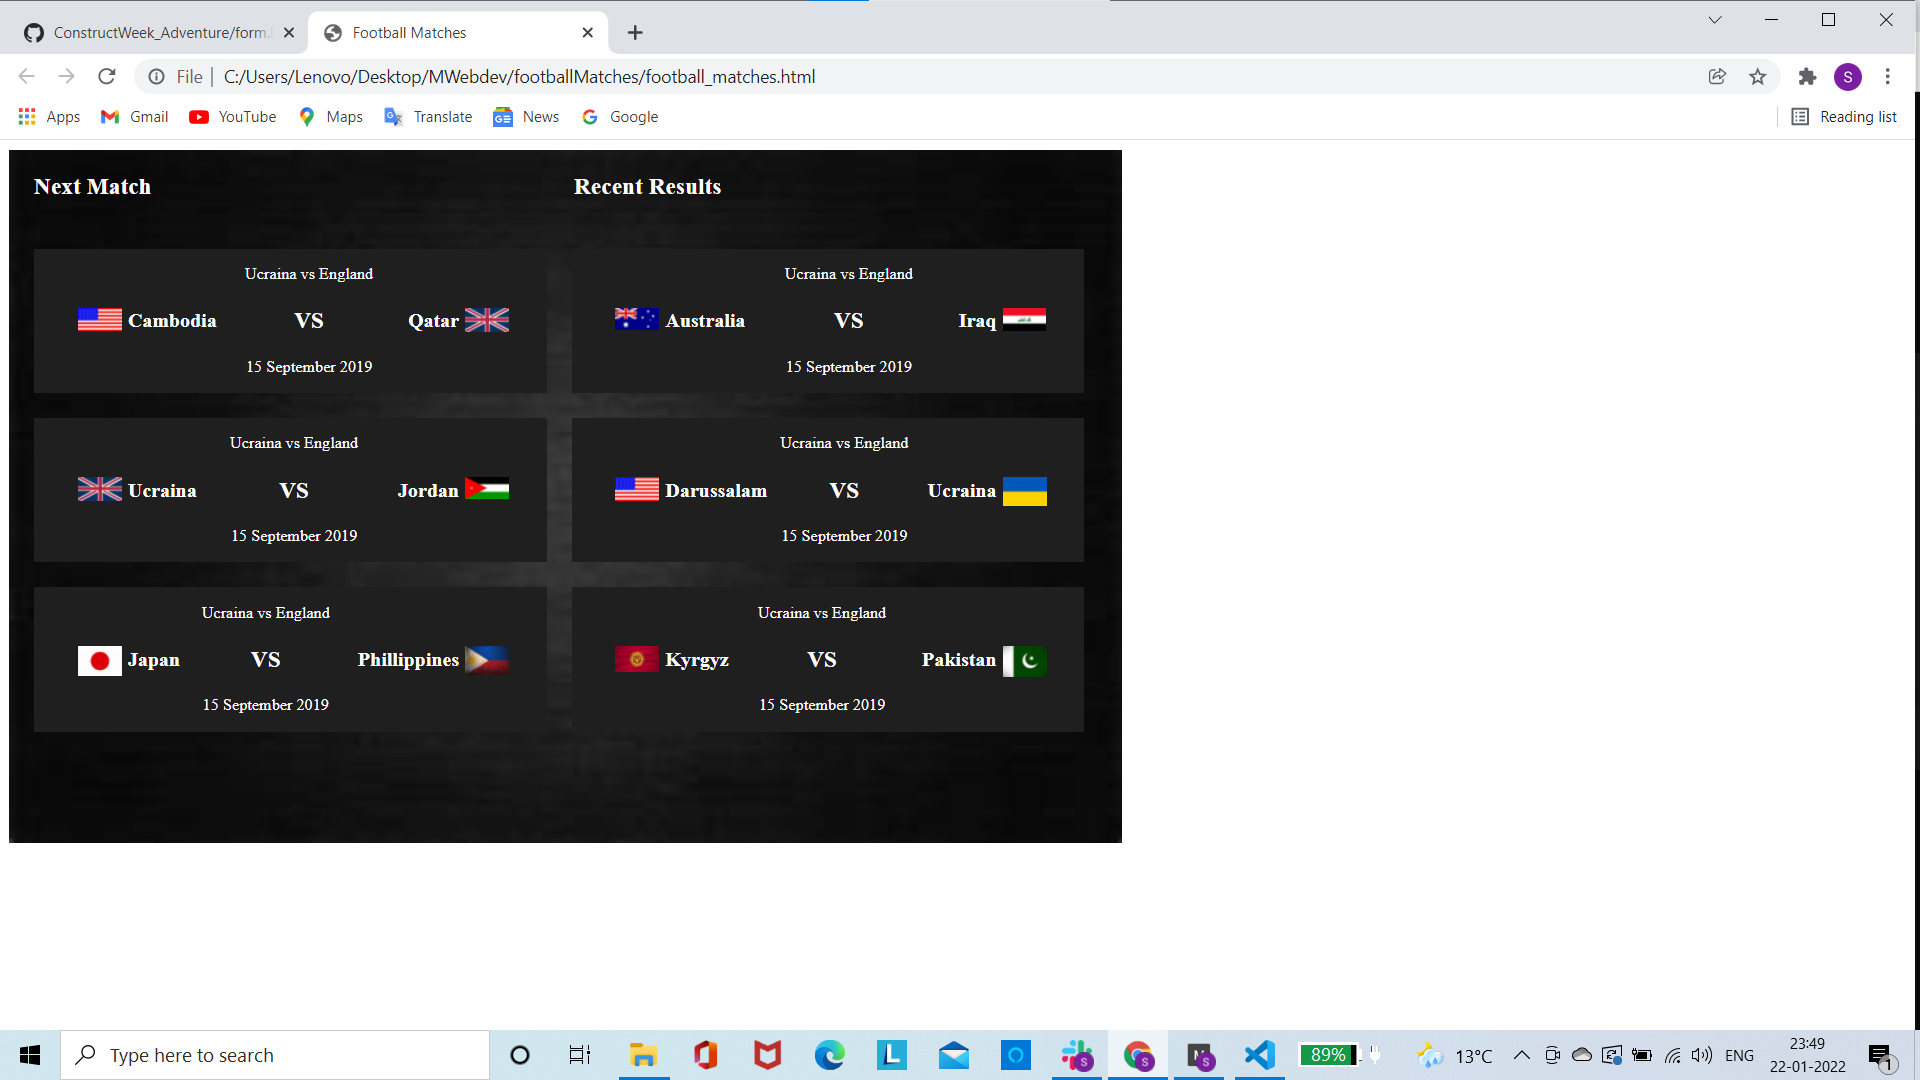 ConstructWeek_Adventure/form.
Football Matches
File | C:/Users/Lenovo/Desktop/MWebdev/footballMatches/football_matches.html
S
Apps Gmail YouTube Maps Translate News Google Reading list
Next Match
Ucraina vs England
Cambodia VS Qatar
15 September 2019
Ucraina vs England
Ucraina VS Jordan
15 September 2019
Ucraina vs England
Japan VS Phillippines
15 September 2019
Recent Results
Ucraina vs England
Australia VS Iraq
15 September 2019
Ucraina vs England
Darussalam VS Ucraina
15 September 2019
Ucraina vs England
Kyrgyz VS Pakistan
15 September 2019
Type here to search
89%
13°C
ENG
23:49
22-01-2022
1